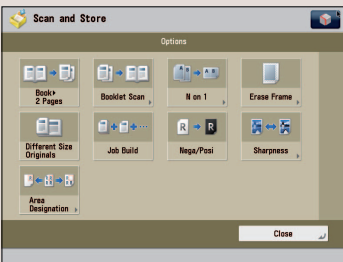 Scan and Store
Options
Book▸
2 Pages
Booklet Scan
N on 1
Erase Frame
Different Size
Originals
Job Build
R
R
Nega/Posi
Sharpness
Area
Designation
Close